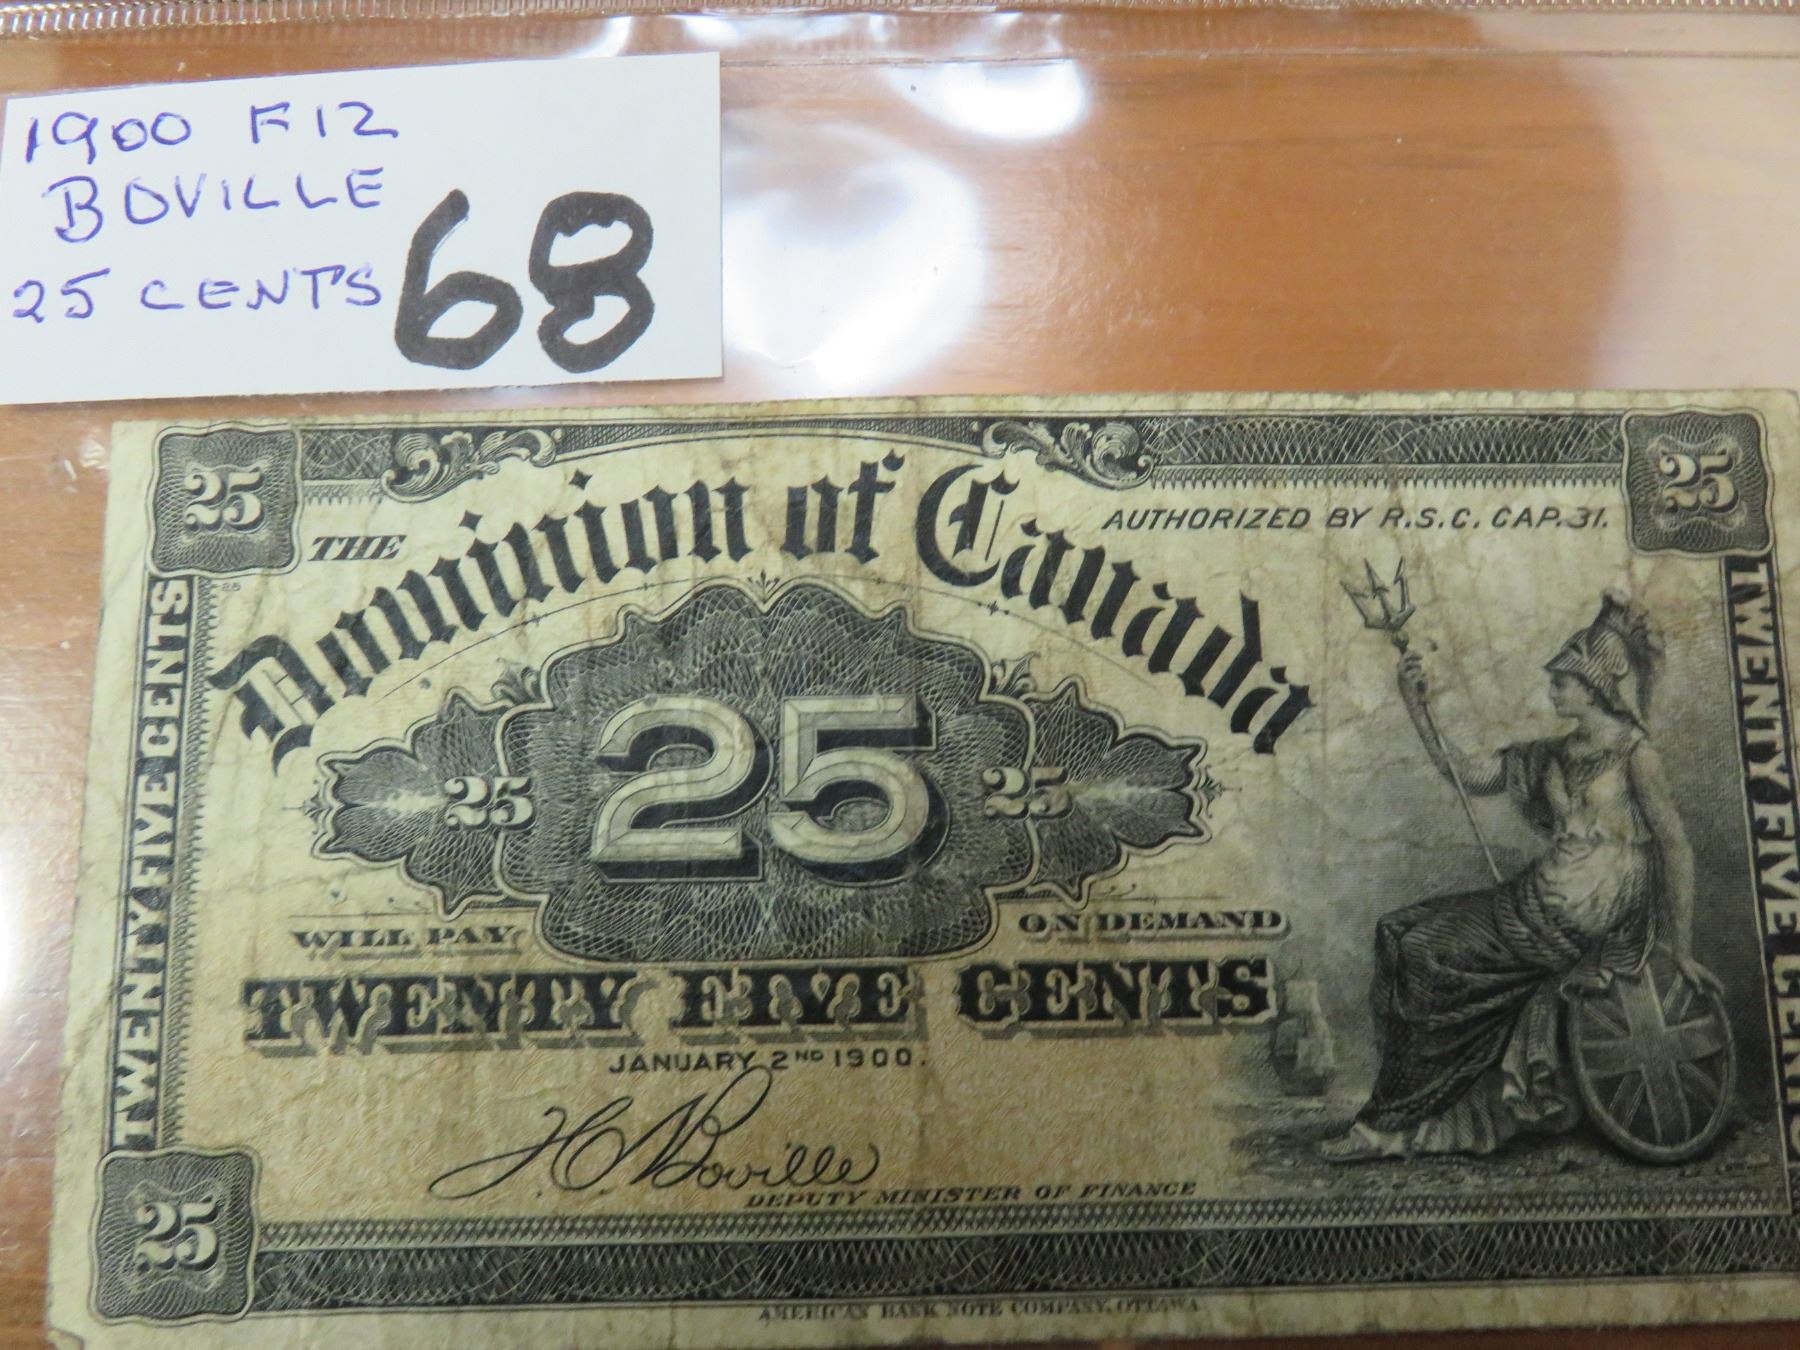 1900 F12
BOVILLE
25 CENTS
68
25
25
THE
Dominion of Canada
AUTHORIZED BY R.S.C. CAP. 31.
TWENTY FIVE CENTS
25
25
25
TWENTY FIVE CENTS
WILL PAY
ON DEMAND
TWENTY FIVE CENTS
JANUARY 2ND 1900.
Boville
DEPUTY MINISTER OF FINANCE
25
AMERICAN BANK NOTE COMPANY, OTTAWA